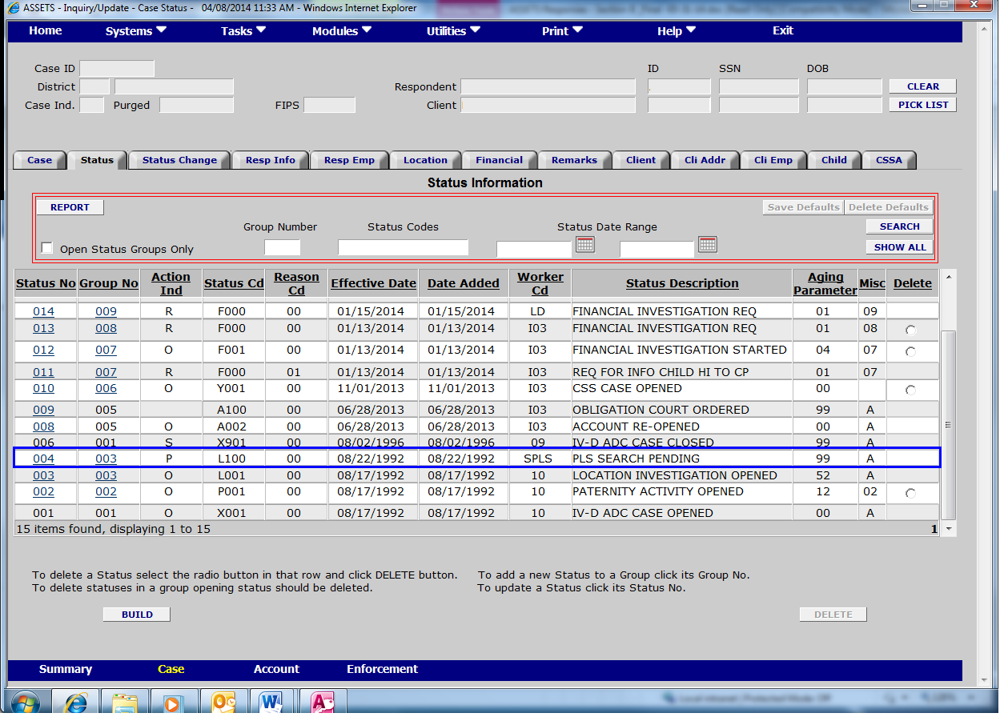 ASSETS - Inquiry/Update - Case Status - 04/08/2014 11:33 AM - Windows Internet Explorer
Home Systems Tasks Modules Utilities Print Help Exit
Case ID ID SSN DOB
District Respondent CLEAR
Case Ind. Purged FIPS Client PICK LIST
Case Status Status Change Resp Info Resp Emp Location Financial Remarks Client Cli Addr Cli Emp Child CSSA
Status Information
REPORT Save Defaults Delete Defaults
Group Number Status Codes Status Date Range SEARCH
Open Status Groups Only SHOW ALL
Status No Group No Action Ind Status Cd Reason Cd Effective Date Date Added Worker Cd Status Description Aging Parameter Misc Delete
014 009 R F000 00 01/15/2014 01/15/2014 LD FINANCIAL INVESTIGATION REQ 01 09
013 008 R F000 00 01/13/2014 01/13/2014 I03 FINANCIAL INVESTIGATION REQ 01 08
012 007 O F001 00 01/13/2014 01/13/2014 I03 FINANCIAL INVESTIGATION STARTED 04 07
011 007 R F000 01 01/13/2014 01/13/2014 I03 REQ FOR INFO CHILD HI TO CP 01 07
010 006 O Y001 00 11/01/2013 11/01/2013 I03 CSS CASE OPENED 00
009 005 A100 00 06/28/2013 06/28/2013 I03 OBLIGATION COURT ORDERED 99 A
008 005 O A002 00 06/28/2013 06/28/2013 I03 ACCOUNT RE-OPENED 00 A
006 001 S X901 00 08/02/1996 08/02/1996 09 IV-D ADC CASE CLOSED 99 A
004 003 P L100 00 08/22/1992 08/22/1992 SPLS PLS SEARCH PENDING 99 A
003 003 O L001 00 08/17/1992 08/17/1992 10 LOCATION INVESTIGATION OPENED 52 A
002 002 O P001 00 08/17/1992 08/17/1992 10 PATERNITY ACTIVITY OPENED 12 02
001 001 O X001 00 08/17/1992 08/17/1992 10 IV-D ADC CASE OPENED 00 A
15 items found, displaying 1 to 15 1
To delete a Status select the radio button in that row and click DELETE button. To add a new Status to a Group click its Group No.
To delete statuses in a group opening status should be deleted. To update a Status click its Status No.
BUILD DELETE
Summary Case Account Enforcement